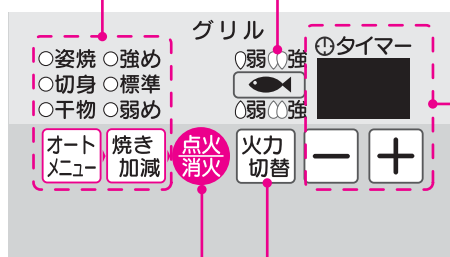 グリル
○姿焼 ○強め
○切身 ○標準
○干物 ○弱め
弱 強
弱 強
タイマー
オート
メニュー
焼き
加減
点火
消火
火力
切替
−
+